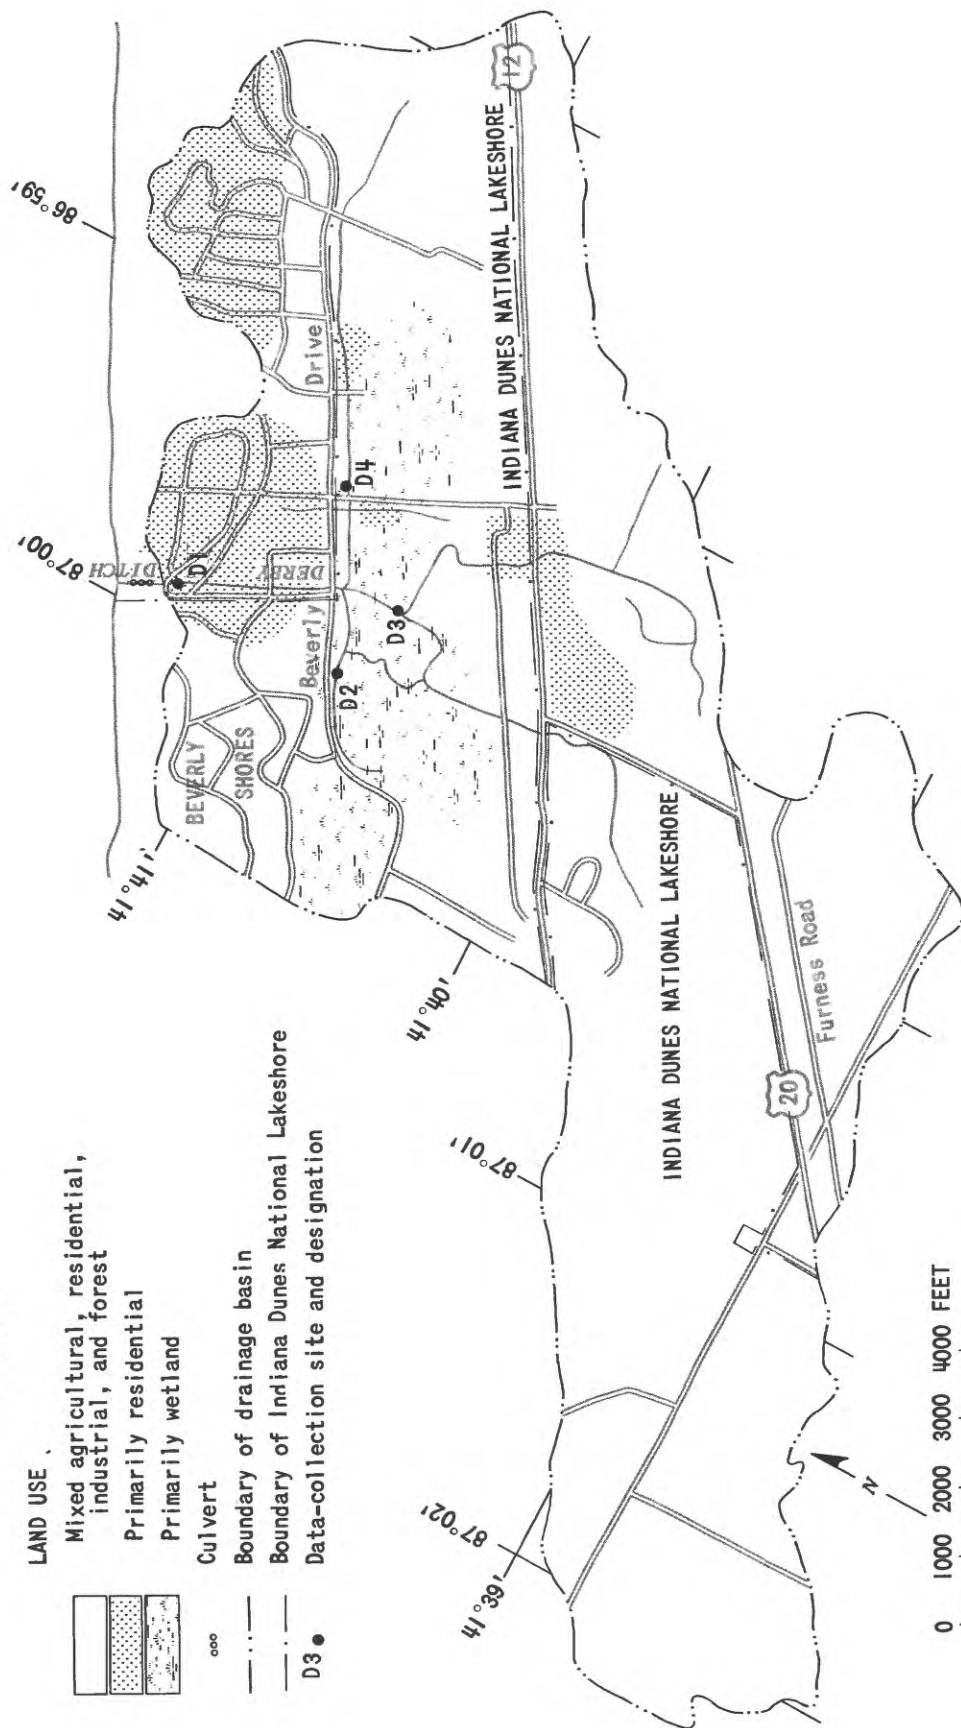 LAND USE
Mixed agricultural, residential,
industrial, and forest
Primarily residential
Primarily wetland
Culvert
Boundary of drainage basin
Boundary of Indiana Dunes National Lakeshore
D3 Data-collection site and designation
41°41'
41°40'
41°39'
87°02'
87°01'
87°00'
86°59'
BEVERLY
SHORES
DITCH
D1
DERBY
Beverly
Drive
D2
D3
D4
INDIANA DUNES NATIONAL LAKESHORE
12
INDIANA DUNES NATIONAL LAKESHORE
20
Furness Road
N
0 1000 2000 3000 4000 FEET